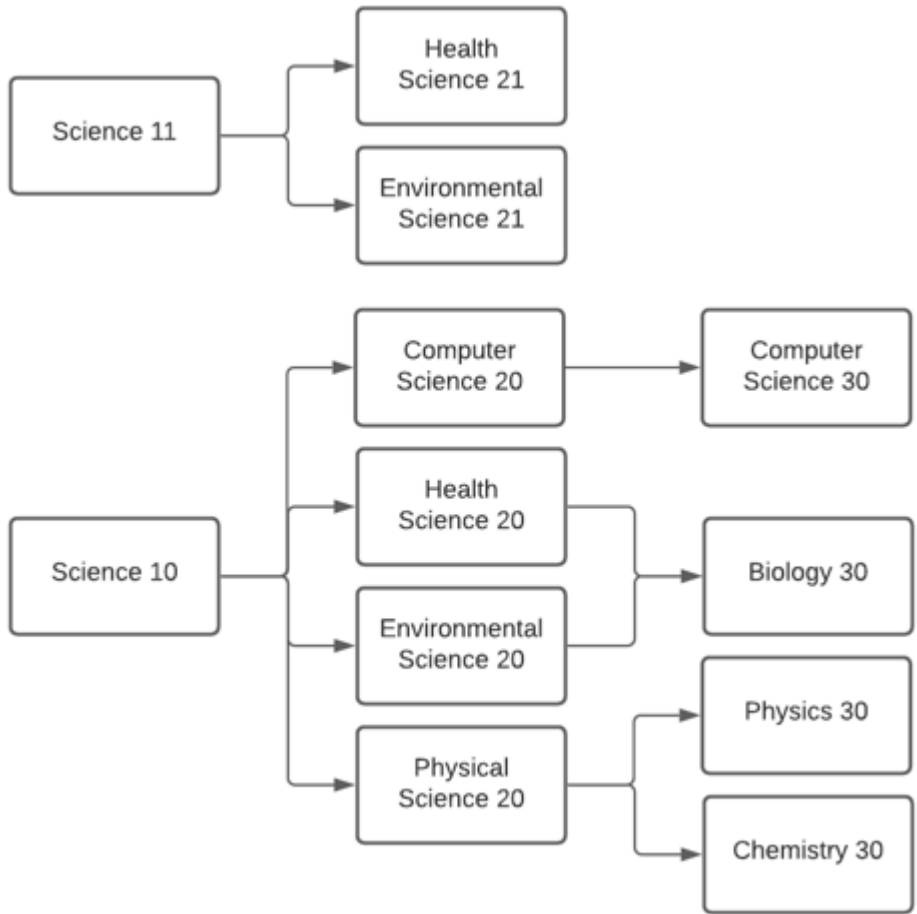 Health
Science 21
Science 11
Environmental
Science 21
Computer
Science 20
Computer
Science 30
Health
Science 20
Science 10
Biology 30
Environmental
Science 20
Physics 30
Physical
Science 20
Chemistry 30